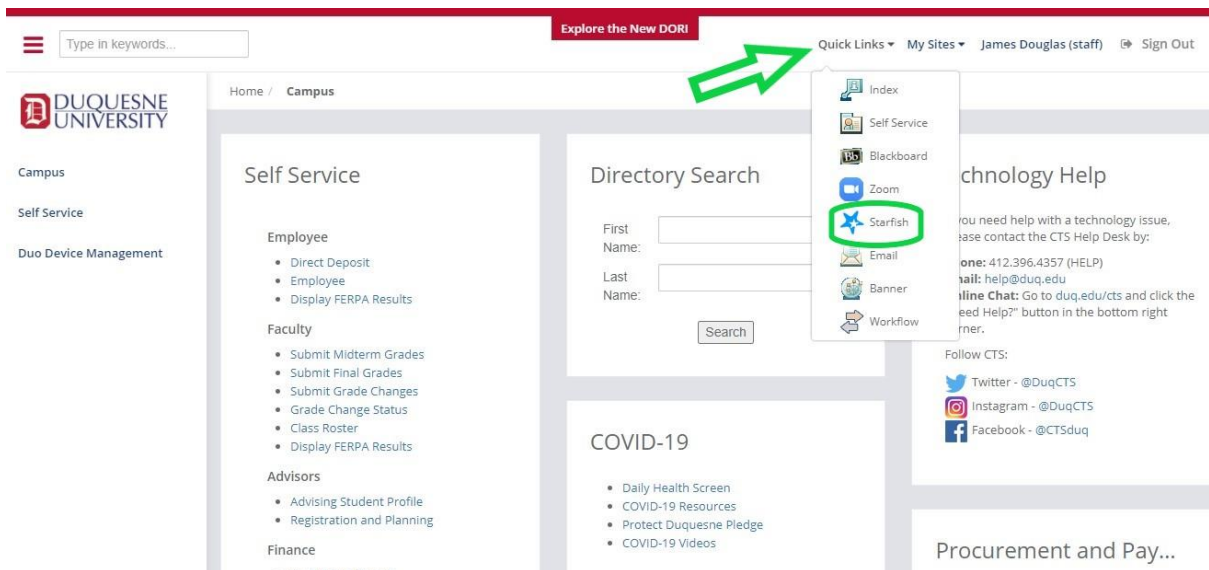 Explore the New DORI
Type in keywords...
Quick Links My Sites James Douglas (staff) Sign Out
DUQUESNE
UNIVERSITY
Home / Campus
Campus
Self Service
Duo Device Management
Self Service
Employee
Direct Deposit
Employee
Display FERPA Results
Faculty
Submit Midterm Grades
Submit Final Grades
Submit Grade Changes
Grade Change Status
Class Roster
Display FERPA Results
Advisors
Advising Student Profile
Registration and Planning
Finance
Directory Search
First
Name:
Last
Name:
Search
COVID-19
Daily Health Screen
COVID-19 Resources
Protect Duquesne Pledge
COVID-19 Videos
Index
Self Service
Bb Blackboard
Zoom
Starfish
Email
Banner
Workflow
Help
you need help with a technology issue,
contact the CTS Help Desk by:
412.396.4357 (HELP)
help@duq.edu
Chat: Go to duq.edu/cts and click the
Help?" button in the bottom right
Follow CTS:
Twitter - @DuqCTS
Instagram - @DuqCTS
Facebook - @CTSduq
Procurement and Pay...